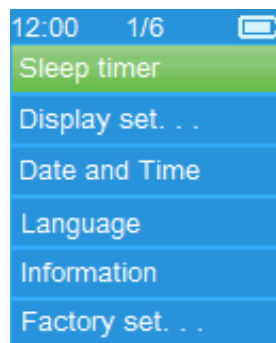 12:00 1/6
Sleep timer
Display set. . .
Date and Time
Language
Information
Factory set. . .